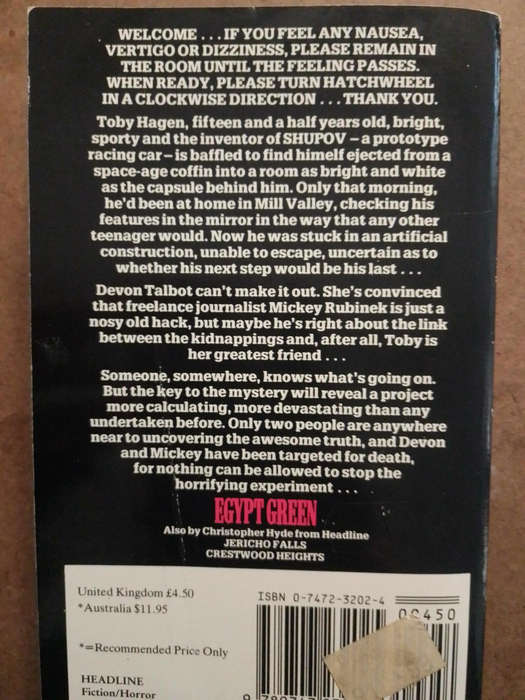 WELCOME . . . IF YOU FEEL ANY NAUSEA,
VERTIGO OR DIZZINESS, PLEASE REMAIN IN
THE ROOM UNTIL THE FEELING PASSES.
WHEN READY, PLEASE TURN HATCHWHEEL
IN A CLOCKWISE DIRECTION . . . THANK YOU.
Toby Hagen, fifteen and a half years old, bright,
sporty and the inventor of SHUPOV – a prototype
racing car – is baffled to find himelf ejected from a
space-age coffin into a room as bright and white
as the capsule behind him. Only that morning,
he'd been at home in Mill Valley, checking his
features in the mirror in the way that any other
teenager would. Now he was stuck in an artificial
construction, unable to escape, uncertain as to
whether his next step would be his last . . .
Devon Talbot can't make it out. She's convinced
that freelance journalist Mickey Rubinek is just a
nosy old hack, but maybe he's right about the link
between the kidnappings and, after all, Toby is
her greatest friend . . .
Someone, somewhere, knows what's going on.
But the key to the mystery will reveal a project
more calculating, more devastating than any
undertaken before. Only two people are anywhere
near to uncovering the awesome truth, and Devon
and Mickey have been targeted for death,
for nothing can be allowed to stop the
horrifying experiment . . .
EGYPT GREEN
Also by Christopher Hyde from Headline
JERICHO FALLS
CRESTWOOD HEIGHTS
United Kingdom £4.50
*Australia $11.95
*=Recommended Price Only
HEADLINE
Fiction/Horror
ISBN 0-7472-3202-4
00450